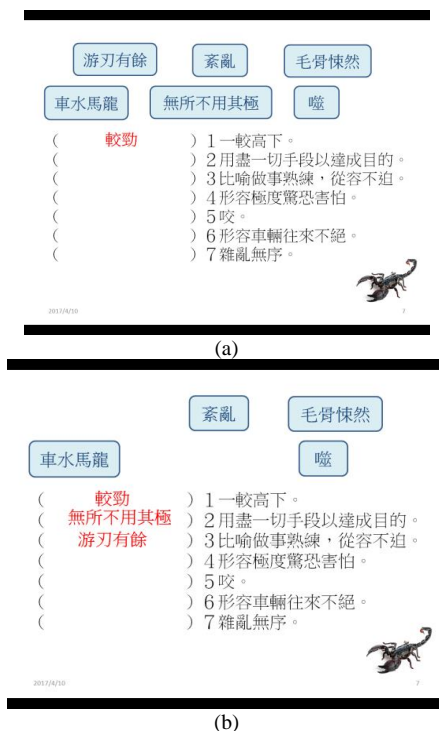 游刃有餘 紊亂 毛骨悚然
車水馬龍 無所不用其極 噬
( 較勁 ) 1 一較高下。
( ) 2 用盡一切手段以達成目的。
( ) 3 比喻做事熟練，從容不迫。
( ) 4 形容極度驚恐害怕。
( ) 5 咬。
( ) 6 形容車輛往來不絕。
( ) 7 雜亂無序。
2017/4/10 7
(a)
紊亂 毛骨悚然
車水馬龍 噬
( 較勁 ) 1 一較高下。
( 無所不用其極 ) 2 用盡一切手段以達成目的。
( 游刃有餘 ) 3 比喻做事熟練，從容不迫。
( ) 4 形容極度驚恐害怕。
( ) 5 咬。
( ) 6 形容車輛往來不絕。
( ) 7 雜亂無序。
2017/4/10 7
(b)